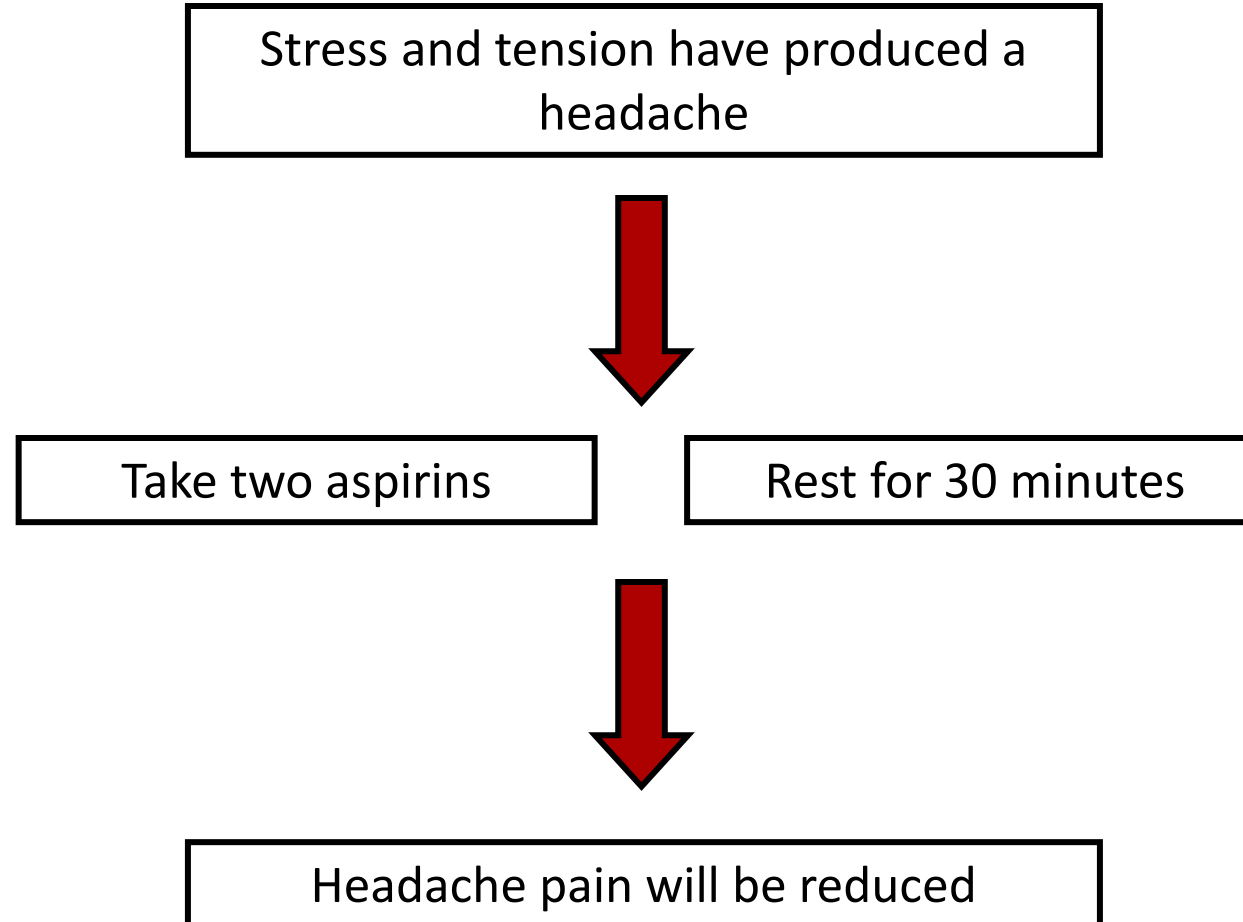 Stress and tension have produced a
headache
Take two aspirins
Rest for 30 minutes
Headache pain will be reduced